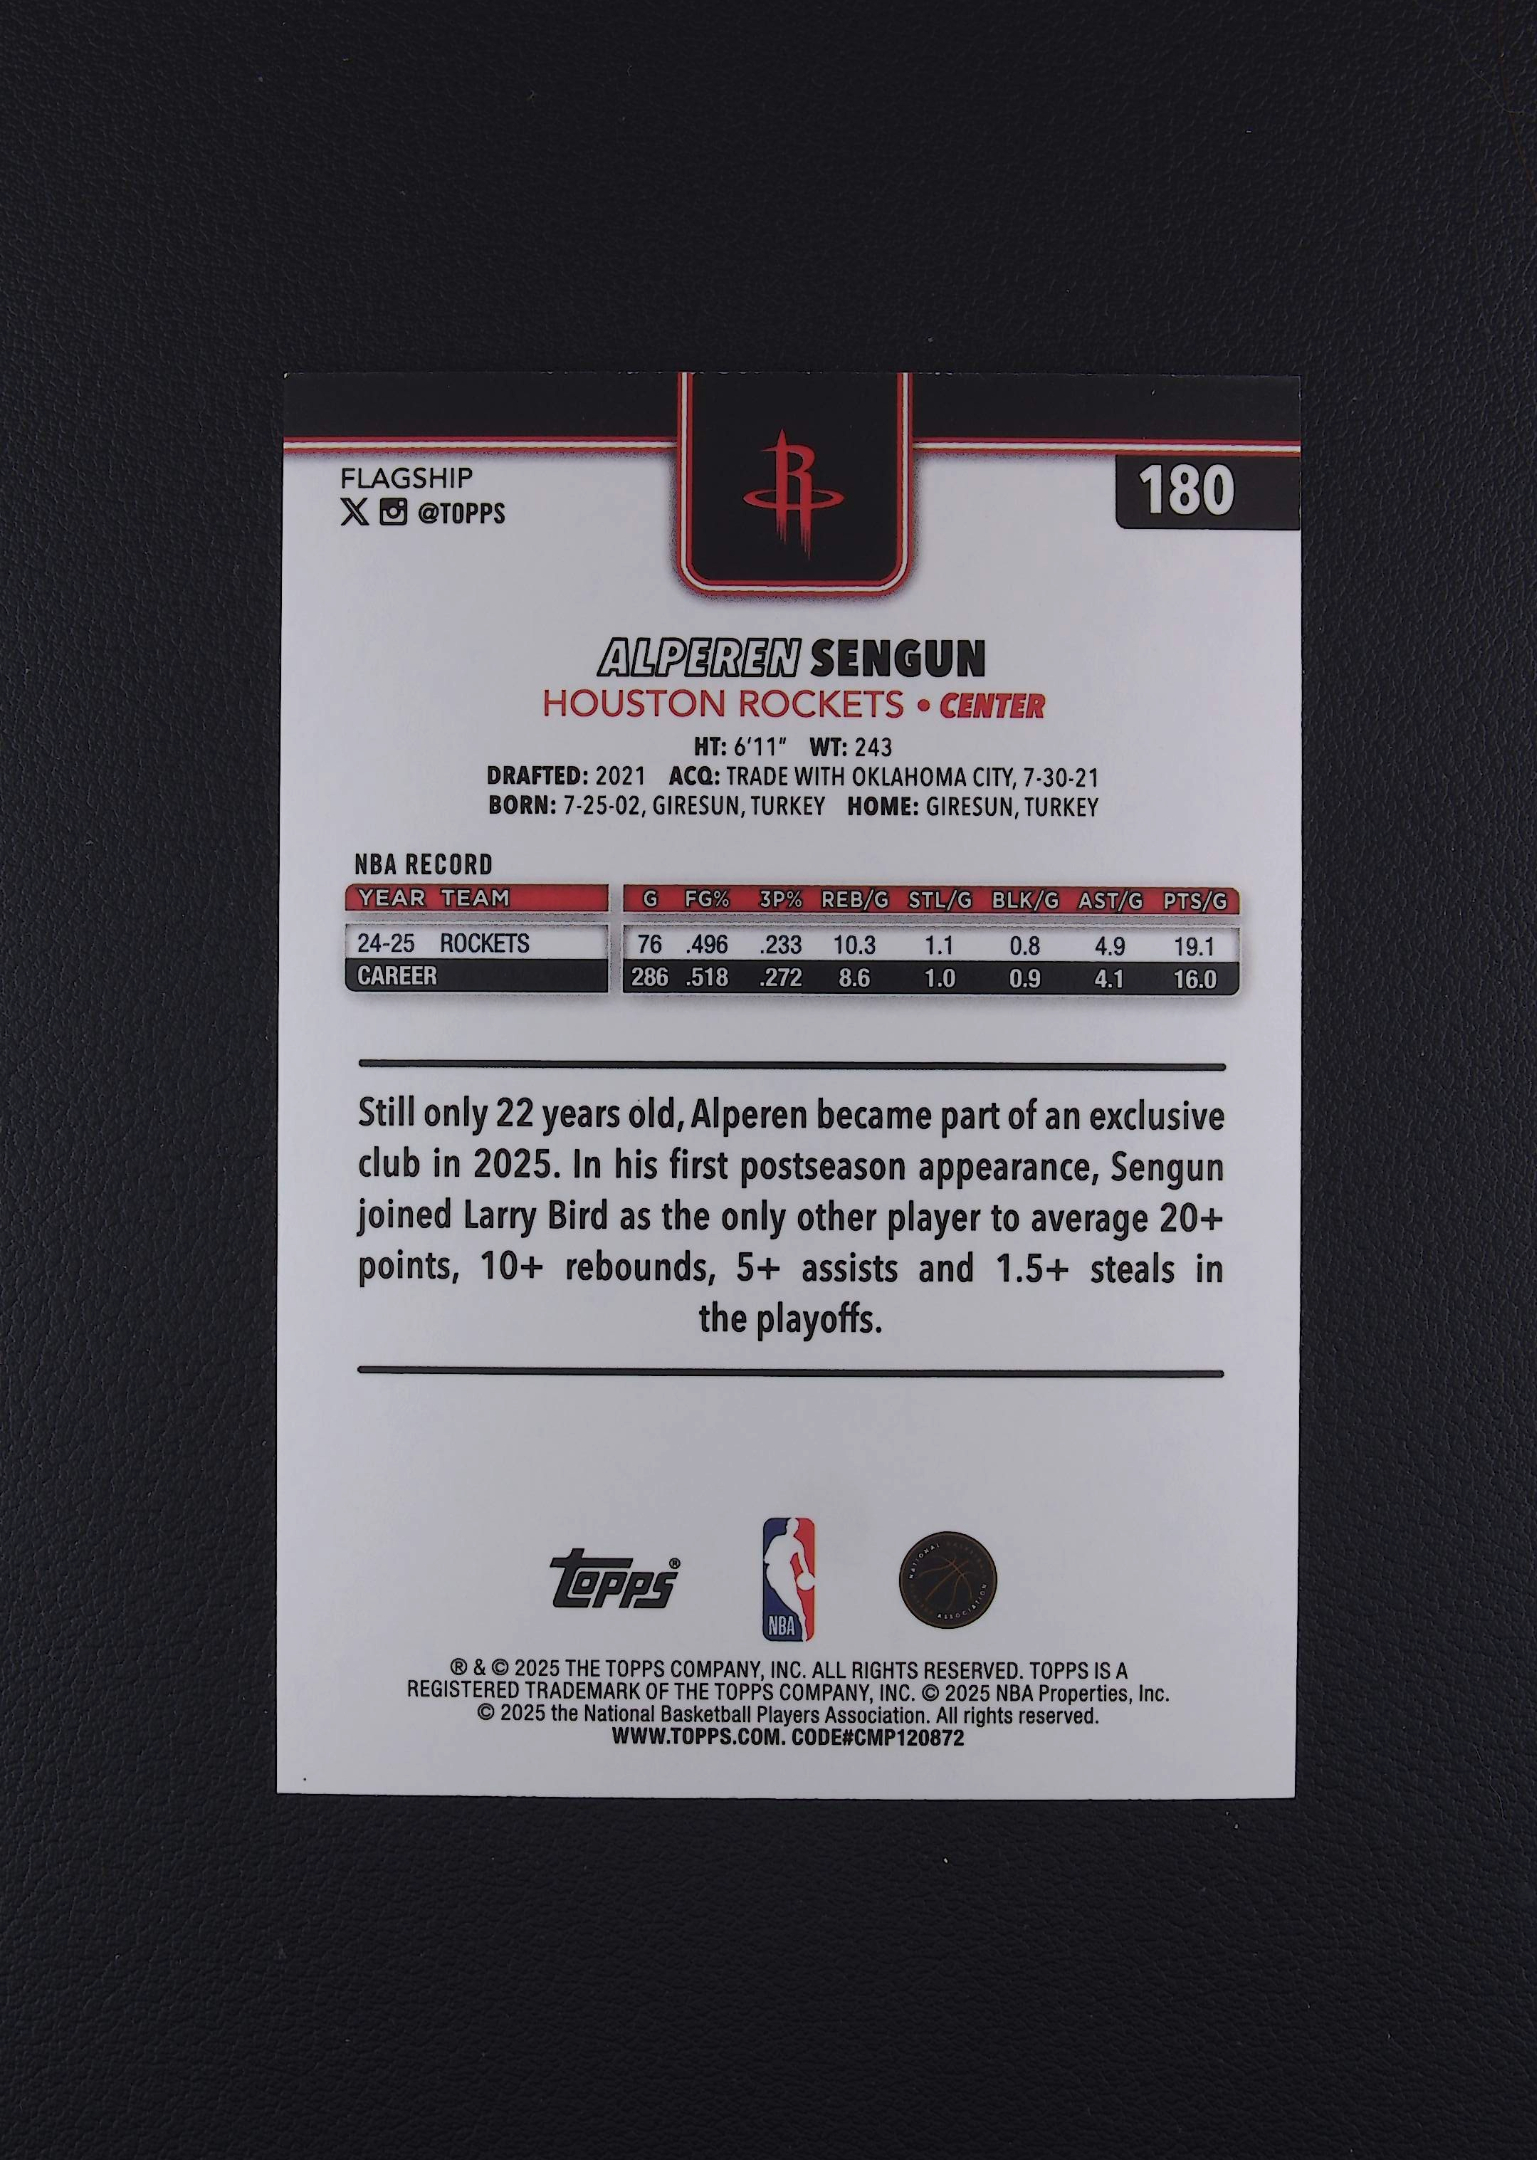 FLAGSHIP
@TOPPS
180
R
ALPEREN SENGUN
HOUSTON ROCKETS • CENTER
HT: 6'11" WT: 243
DRAFTED: 2021 ACQ: TRADE WITH OKLAHOMA CITY, 7-30-21
BORN: 7-25-02, GIRESUN, TURKEY HOME: GIRESUN, TURKEY
NBA RECORD
YEAR TEAM G FG% 3P% REB/G STL/G BLK/G AST/G PTS/G
24-25 ROCKETS 76 .496 .233 10.3 1.1 0.8 4.9 19.1
CAREER 286 .518 .272 8.6 1.0 0.9 4.1 16.0
Still only 22 years old, Alperen became part of an exclusive
club in 2025. In his first postseason appearance, Sengun
joined Larry Bird as the only other player to average 20+
points, 10+ rebounds, 5+ assists and 1.5+ steals in
the playoffs.
Topps®
NBA
NATIONAL
ASSOCIATION
® & © 2025 THE TOPPS COMPANY, INC. ALL RIGHTS RESERVED. TOPPS IS A
REGISTERED TRADEMARK OF THE TOPPS COMPANY, INC. © 2025 NBA Properties, Inc.
© 2025 the National Basketball Players Association. All rights reserved.
WWW.TOPPS.COM. CODE#CMP120872